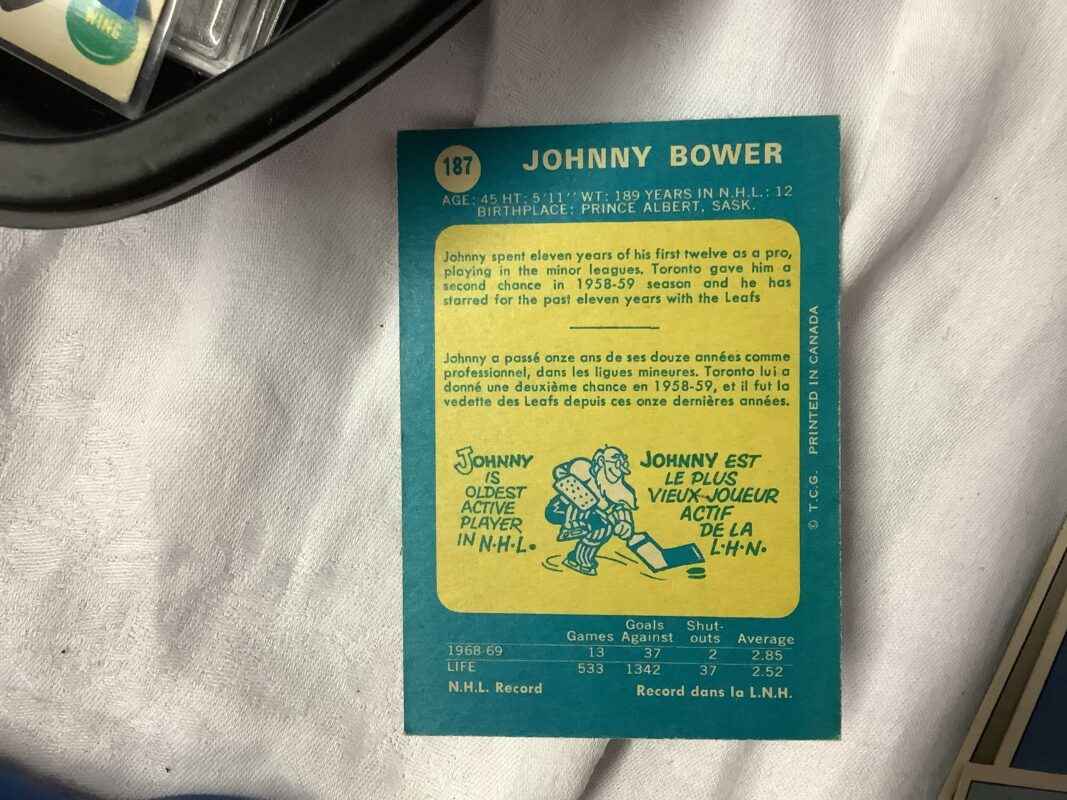 WING
187
JOHNNY BOWER
AGE: 45 HT: 5'11'' WT: 189 YEARS IN N.H.L.: 12
BIRTHPLACE: PRINCE ALBERT, SASK.
Johnny spent eleven years of his first twelve as a pro,
playing in the minor leagues. Toronto gave him a
second chance in 1958-59 season and he has
starred for the past eleven years with the Leafs
Johnny a passé onze ans de ses douze années comme
professionnel, dans les ligues mineures. Toronto lui a
donné une deuxième chance en 1958-59, et il fut la
vedette des Leafs depuis ces onze dernières années.
JOHNNY
IS
OLDEST
ACTIVE
PLAYER
IN N·H·L.
JOHNNY EST
LE PLUS
VIEUX JOUEUR
ACTIF
DE LA
L·H·N.
Goals Shut-
Games Against outs Average
1968-69 13 37 2 2.85
LIFE 533 1342 37 2.52
N.H.L. Record Record dans la L.N.H.
© T.C.G. PRINTED IN CANADA